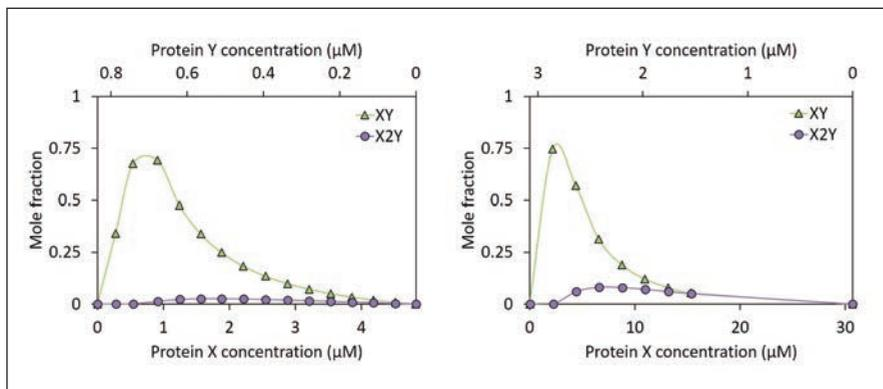 Protein Y concentration (µM)
0.8 0.6 0.4 0.2 0
1
0.75
0.5
0.25
0
Mole fraction
XY
X2Y
0 1 2 3 4
Protein X concentration (µM)
Protein Y concentration (µM)
3 2 1 0
1
0.75
0.5
0.25
0
Mole fraction
XY
X2Y
0 10 20 30
Protein X concentration (µM)